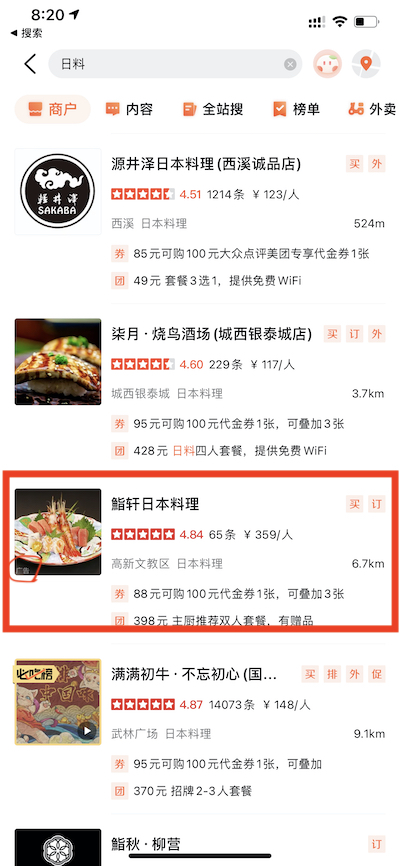 8:20
搜索
日料
商户
内容
全站搜
榜单
外卖
軽井澤
SAKABA
源井泽日本料理(西溪诚品店)
买 外
4.51 1214条 ¥123/人
西溪 日本料理 524m
券 85元可购100元大众点评美团专享代金券1张
团 49元 套餐3选1，提供免费WiFi
柒月·烧鸟酒场(城西银泰城店)
买 订 外
4.60 229条 ¥117/人
城西银泰城 日本料理 3.7km
券 95元可购100元代金券1张，可叠加3张
团 428元 日料四人套餐，提供免费WiFi
鮨轩日本料理
买 订
4.84 65条 ¥359/人
广告
高新文教区 日本料理 6.7km
券 88元可购100元代金券1张，可叠加3张
团 398元 主厨推荐双人套餐，有赠品
必吃榜
满满初牛·不忘初心(国...
买 排 外 促
4.87 14073条 ¥148/人
武林广场 日本料理 9.1km
券 95元可购100元代金券1张，可叠加
团 370元 招牌2-3人套餐
鮨秋·柳营
订